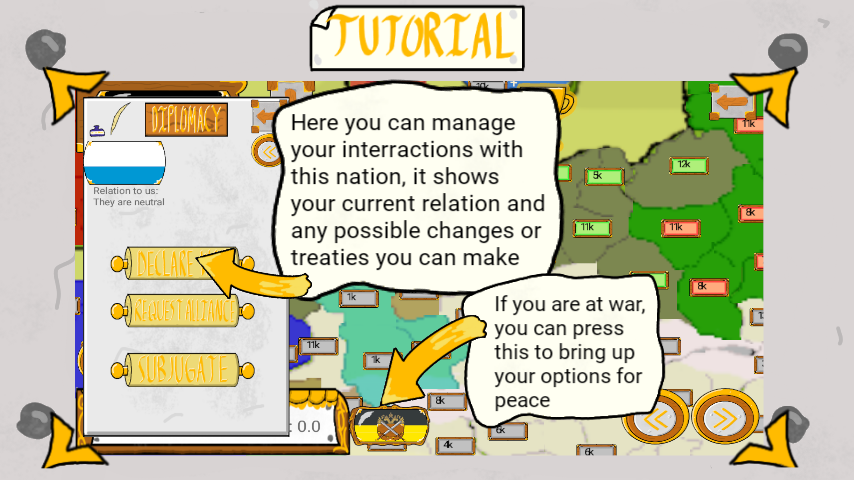 TUTORIAL
DIPLOMACY
Relation to us:
They are neutral
DECLARE
REQUEST ALLIANCE
SUBJUGATE
Here you can manage
your interractions with
this nation, it shows
your current relation and
any possible changes or
treaties you can make
If you are at war,
you can press
this to bring up
your options for
peace
11k
12k
5k
8k
11k
11k
8k
1k
11k
1k
8k
6k
4k
6k
: 0.0